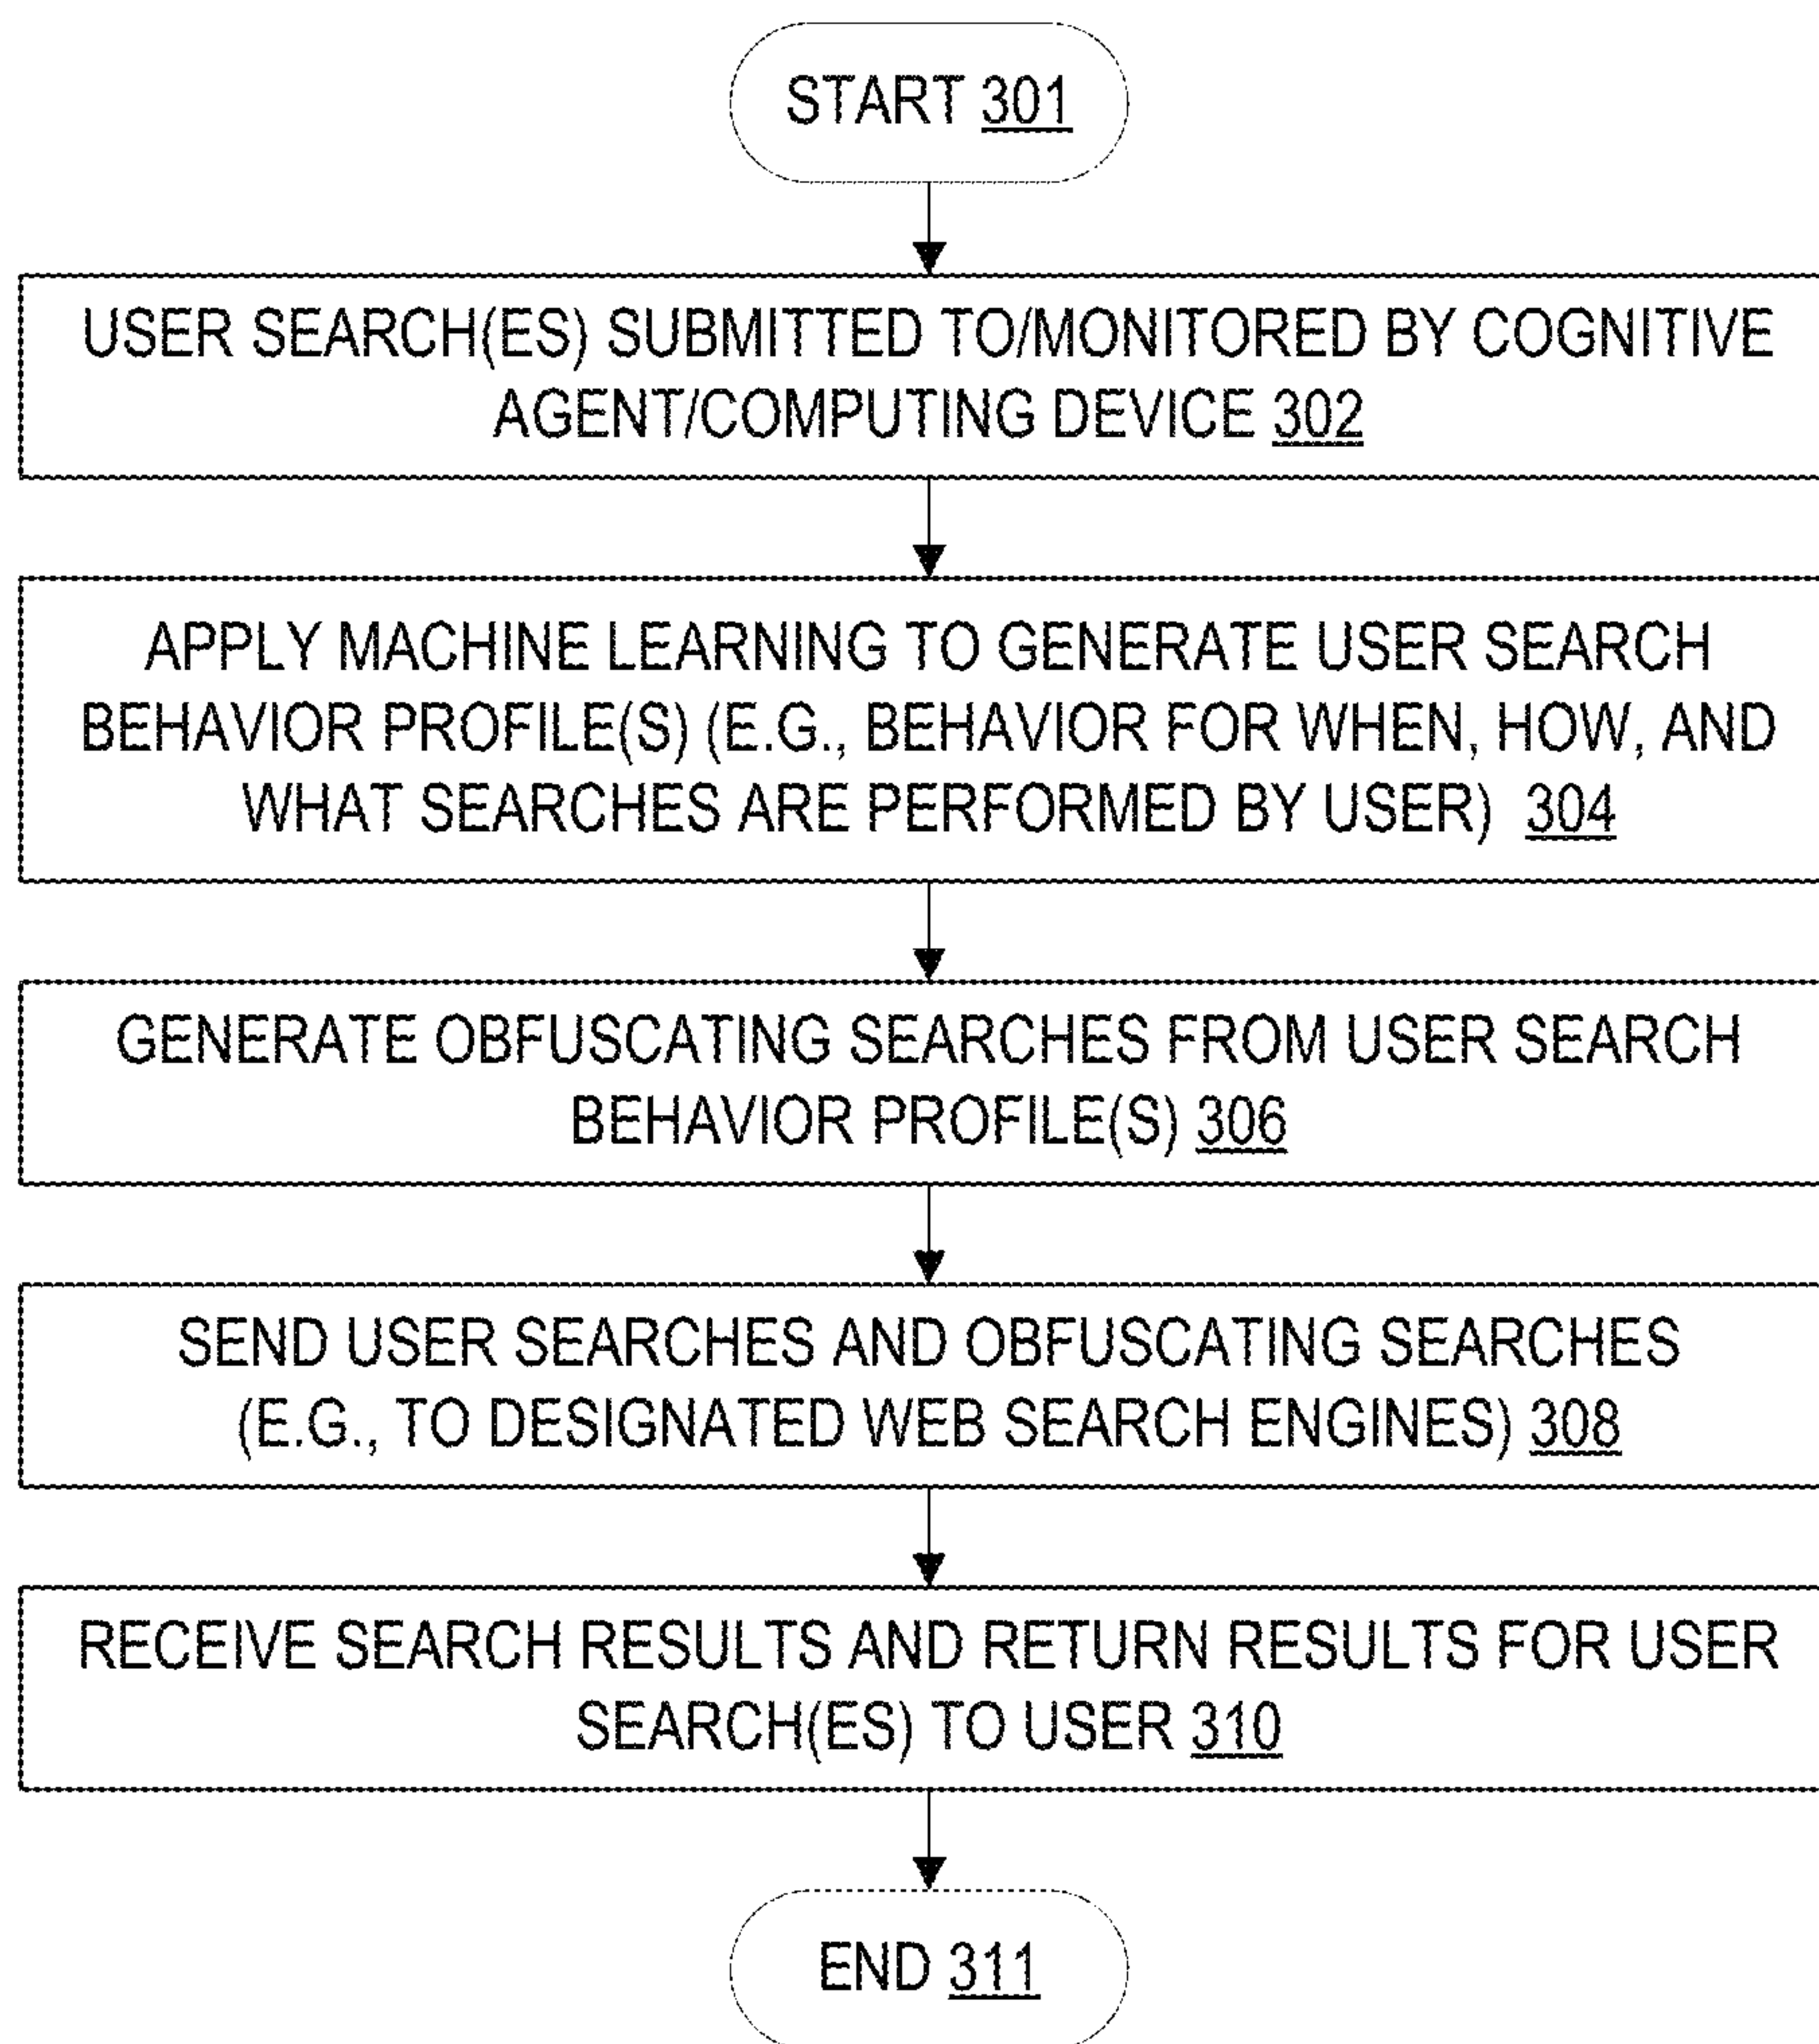 START 301
USER SEARCH(ES) SUBMITTED TO/MONITORED BY COGNITIVE
AGENT/COMPUTING DEVICE 302
APPLY MACHINE LEARNING TO GENERATE USER SEARCH
BEHAVIOR PROFILE(S) (E.G., BEHAVIOR FOR WHEN, HOW, AND
WHAT SEARCHES ARE PERFORMED BY USER) 304
GENERATE OBFUSCATING SEARCHES FROM USER SEARCH
BEHAVIOR PROFILE(S) 306
SEND USER SEARCHES AND OBFUSCATING SEARCHES
(E.G., TO DESIGNATED WEB SEARCH ENGINES) 308
RECEIVE SEARCH RESULTS AND RETURN RESULTS FOR USER
SEARCH(ES) TO USER 310
END 311